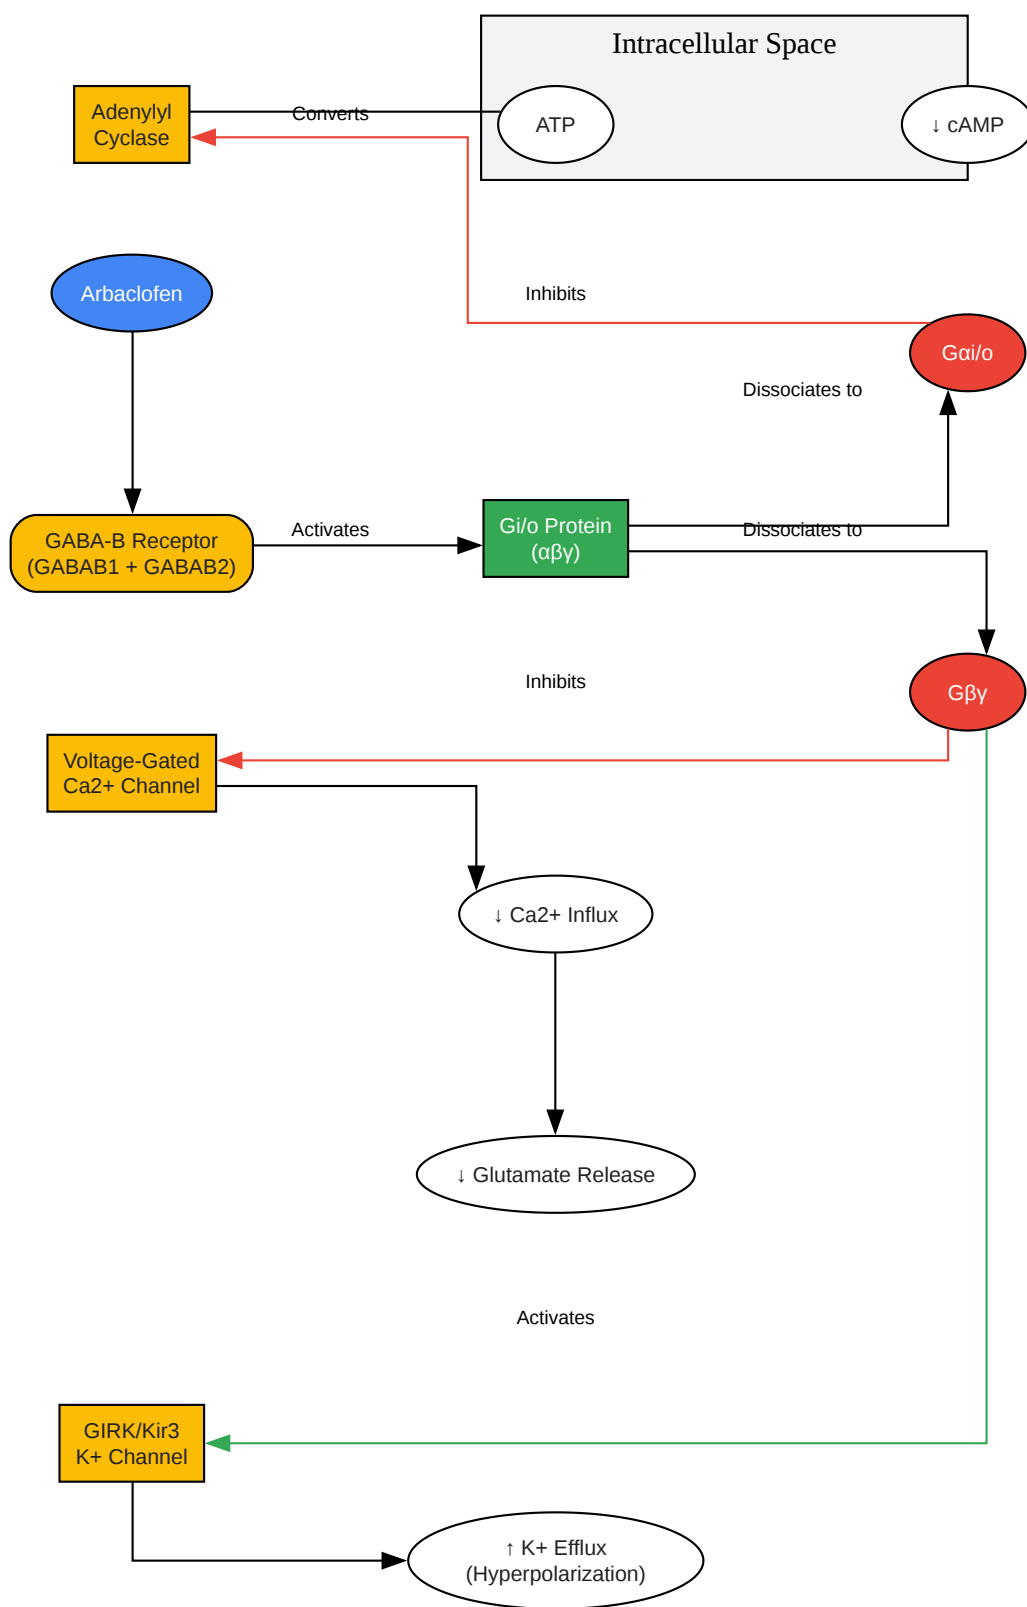 Intracellular Space
Adenylyl
Cyclase
Converts
ATP
↓ cAMP
Arbaclofen
Inhibits
Gαi/o
Dissociates to
GABA-B Receptor
(GABAB1 + GABAB2)
Activates
Gi/o Protein
(αβγ)
Dissociates to
Inhibits
Gβγ
Voltage-Gated
Ca2+ Channel
↓ Ca2+ Influx
↓ Glutamate Release
Activates
GIRK/Kir3
K+ Channel
↑ K+ Efflux
(Hyperpolarization)